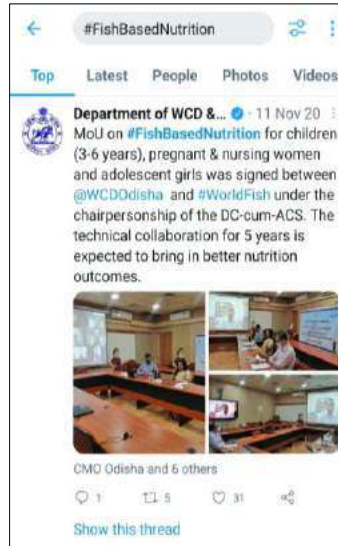 #FishBasedNutrition
Top Latest People Photos Videos
Department of WCD &... · 11 Nov 20
MoU on #FishBasedNutrition for children
(3-6 years), pregnant & nursing women
and adolescent girls was signed between
@WCDOdisha and #WorldFish under the
chairpersonship of the DC-cum-ACS. The
technical collaboration for 5 years is
expected to bring in better nutrition
outcomes.
CMO Odisha and 6 others
1 5 31
Show this thread